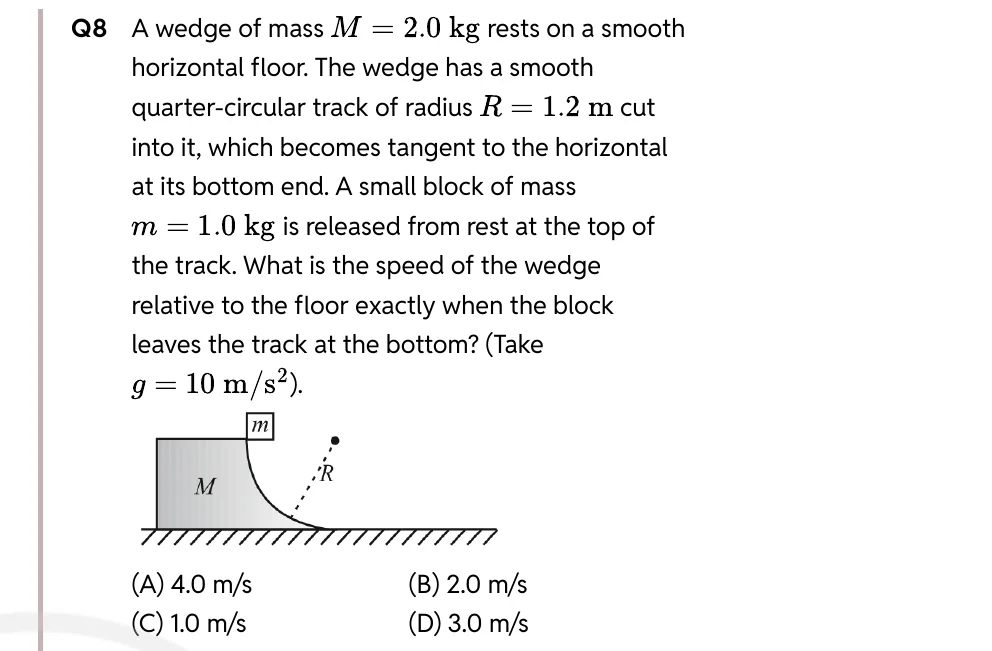 Q8 A wedge of mass M = 2.0 kg rests on a smooth
horizontal floor. The wedge has a smooth
quarter-circular track of radius R = 1.2 m cut
into it, which becomes tangent to the horizontal
at its bottom end. A small block of mass
m = 1.0 kg is released from rest at the top of
the track. What is the speed of the wedge
relative to the floor exactly when the block
leaves the track at the bottom? (Take
g = 10 m/s²).
m
R
M
(A) 4.0 m/s (B) 2.0 m/s
(C) 1.0 m/s (D) 3.0 m/s